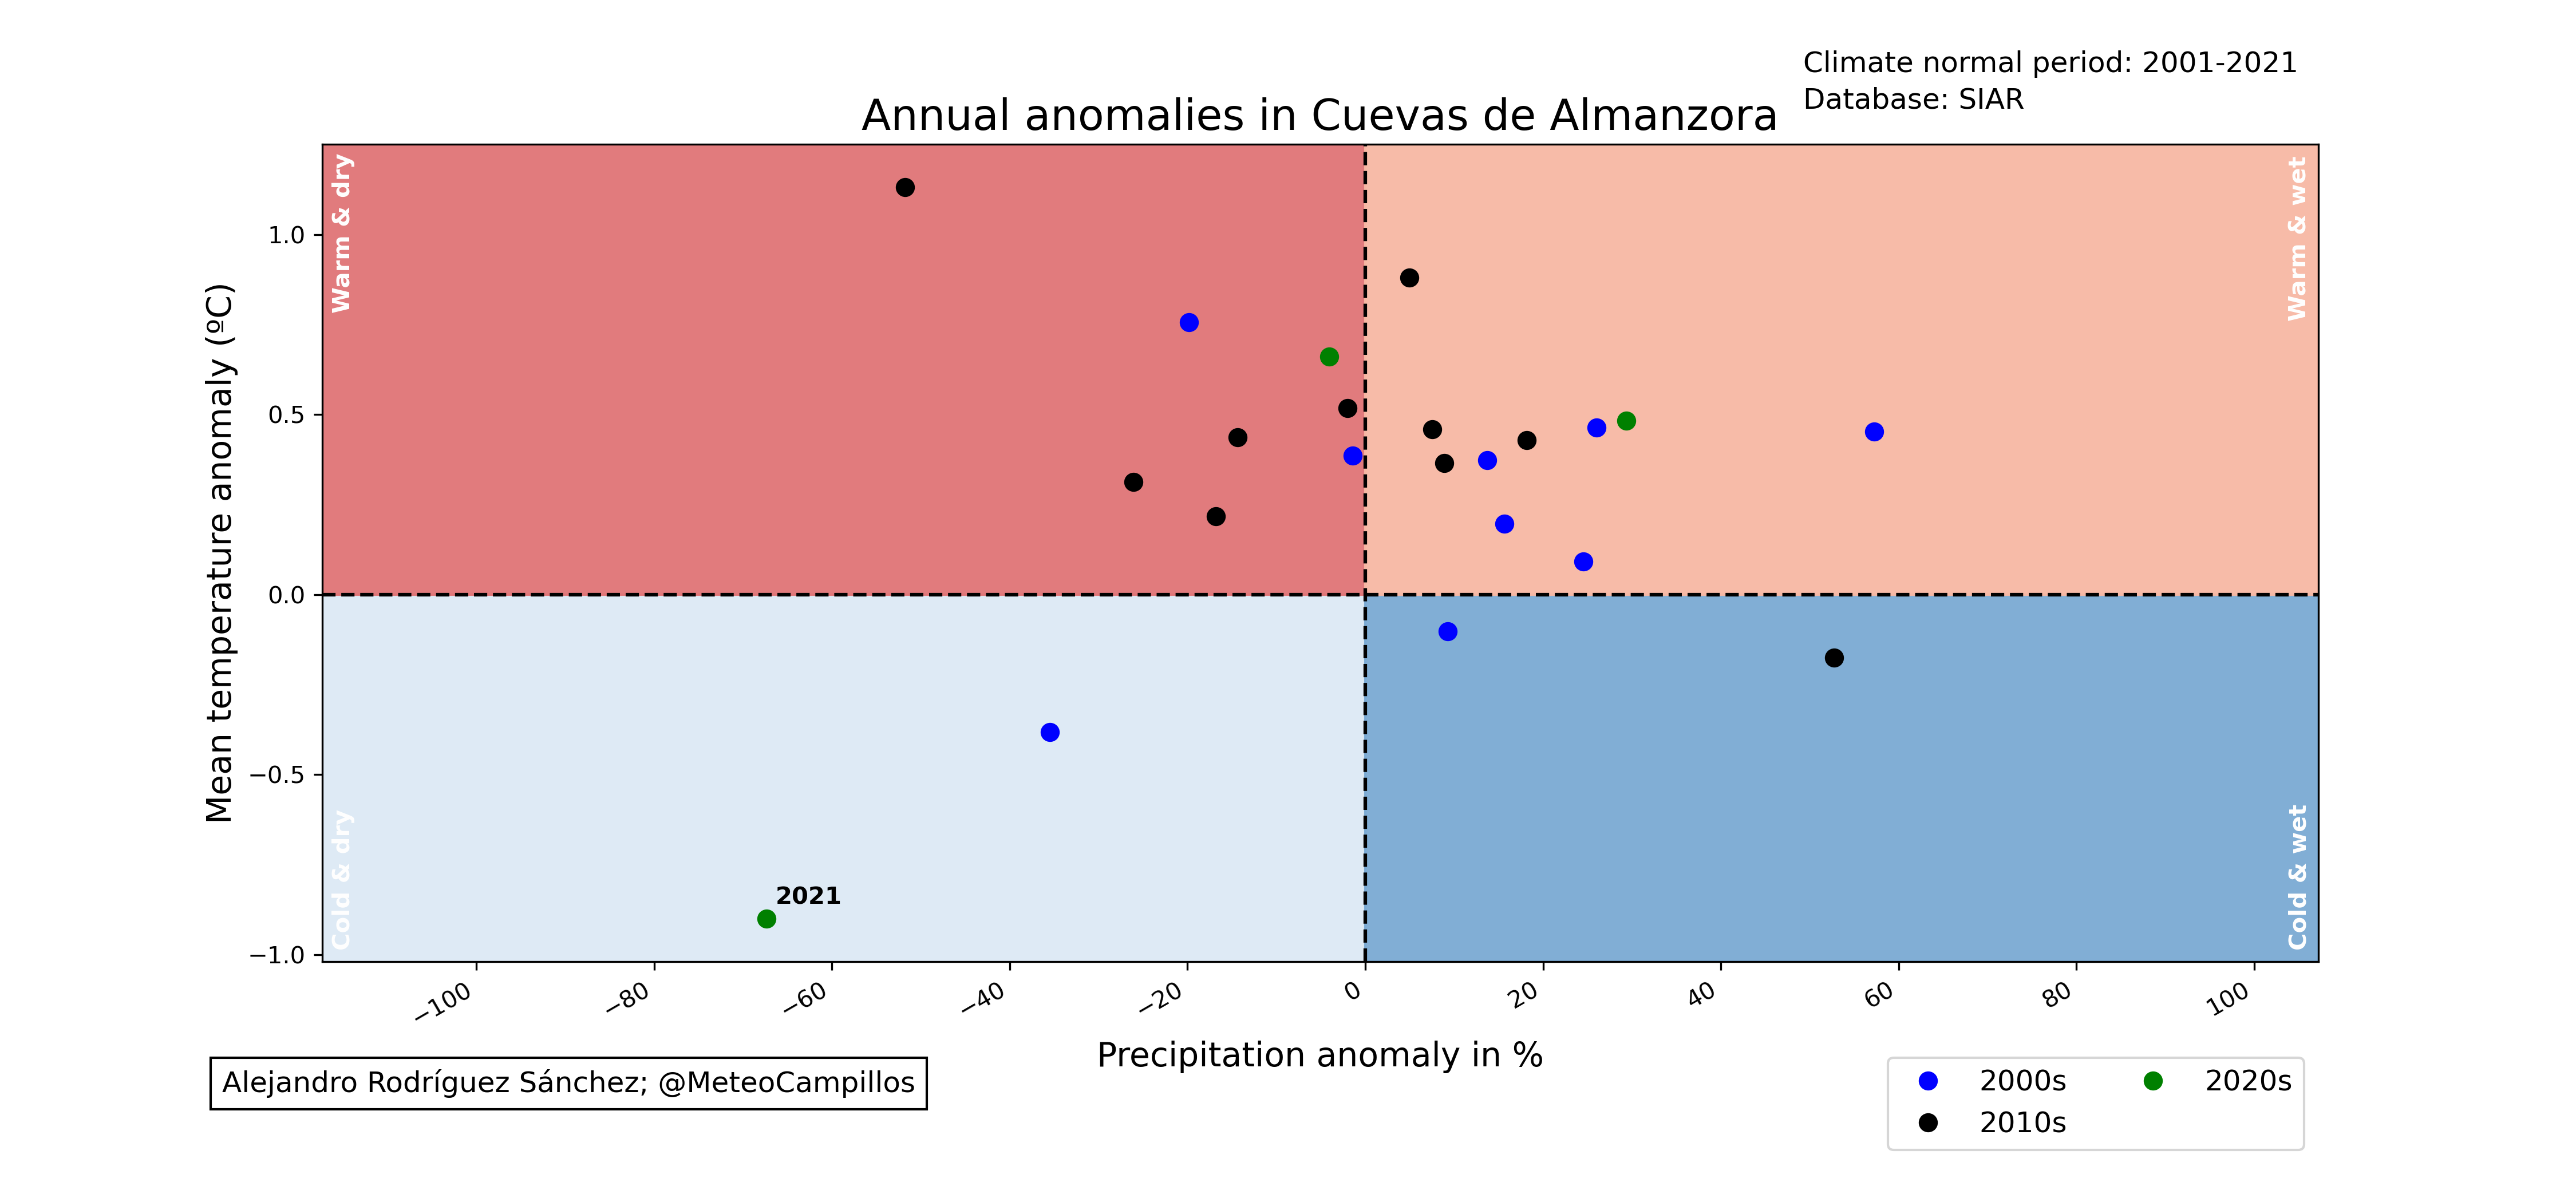 Climate normal period: 2001-2021
Database: SIAR
Annual anomalies in Cuevas de Almanzora
Warm & dry
Warm & wet
Mean temperature anomaly (ºC)
1.0
0.5
0.0
−0.5
−1.0
2021
Cold & dry
Cold & wet
−100
−80
−60
−40
−20
0
20
40
60
80
100
Precipitation anomaly in %
Alejandro Rodríguez Sánchez; @MeteoCampillos
2000s
2010s
2020s